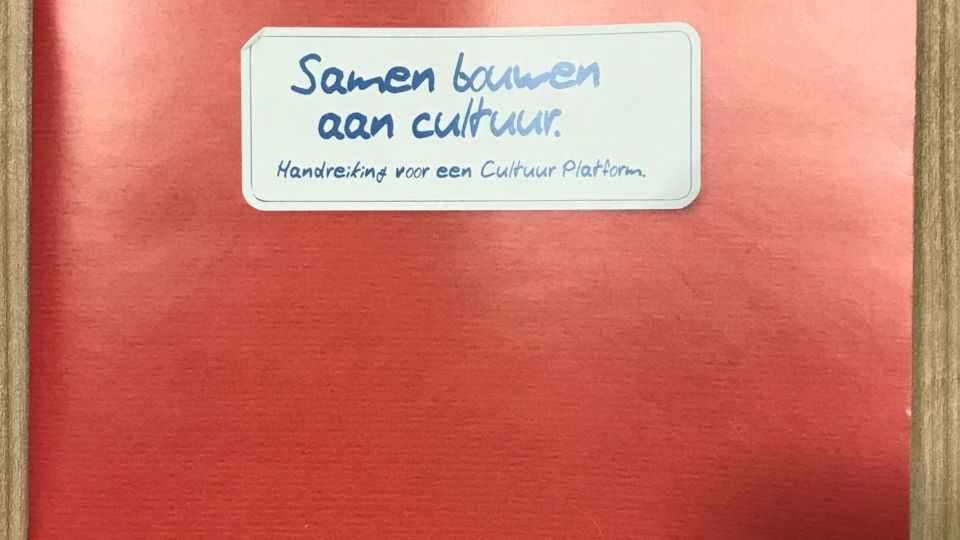 Samen bouwen
aan cultuur.
Handreiking voor een Cultuur Platform.